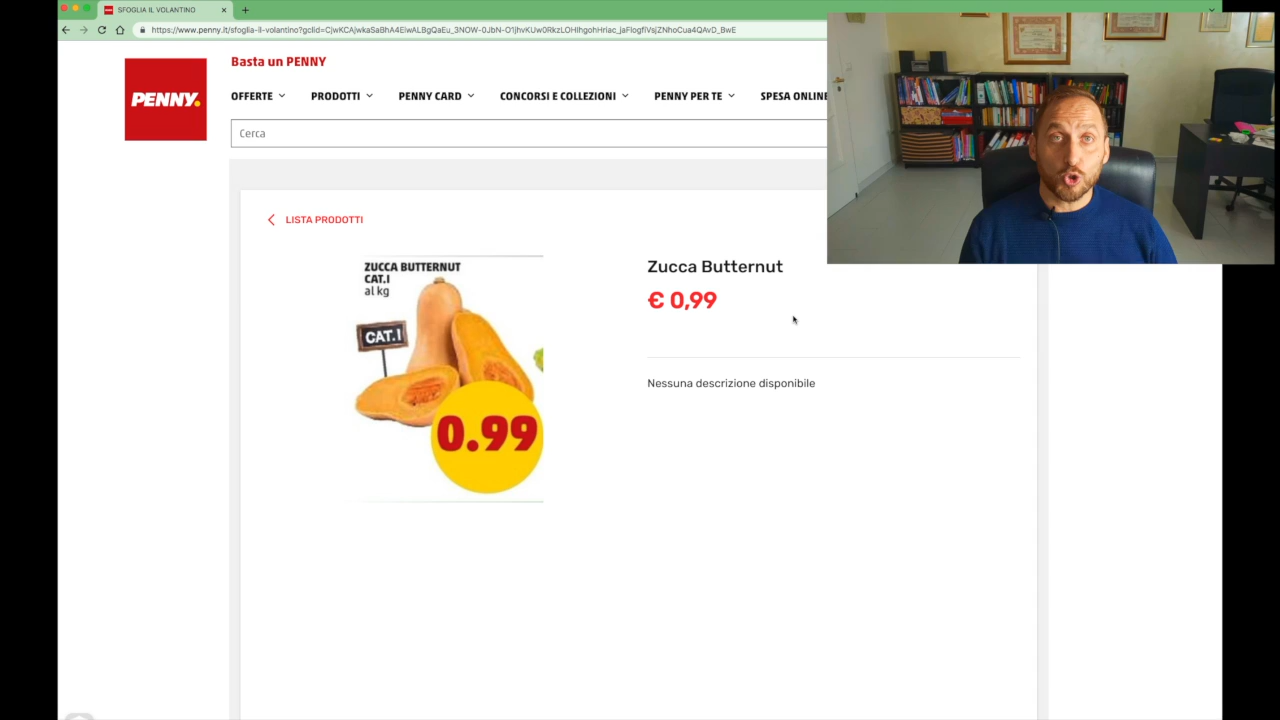 SFOGLIA IL VOLANTINO
Basta un PENNY
PENNY.
OFFERTE
PRODOTTI
PENNY CARD
CONCORSI E COLLEZIONI
PENNY PER TE
SPESA ONLINE
Cerca
LISTA PRODOTTI
ZUCCA BUTTERNUT
CAT.I
al kg
CAT.I
0.99
Zucca Butternut
€ 0,99
Nessuna descrizione disponibile